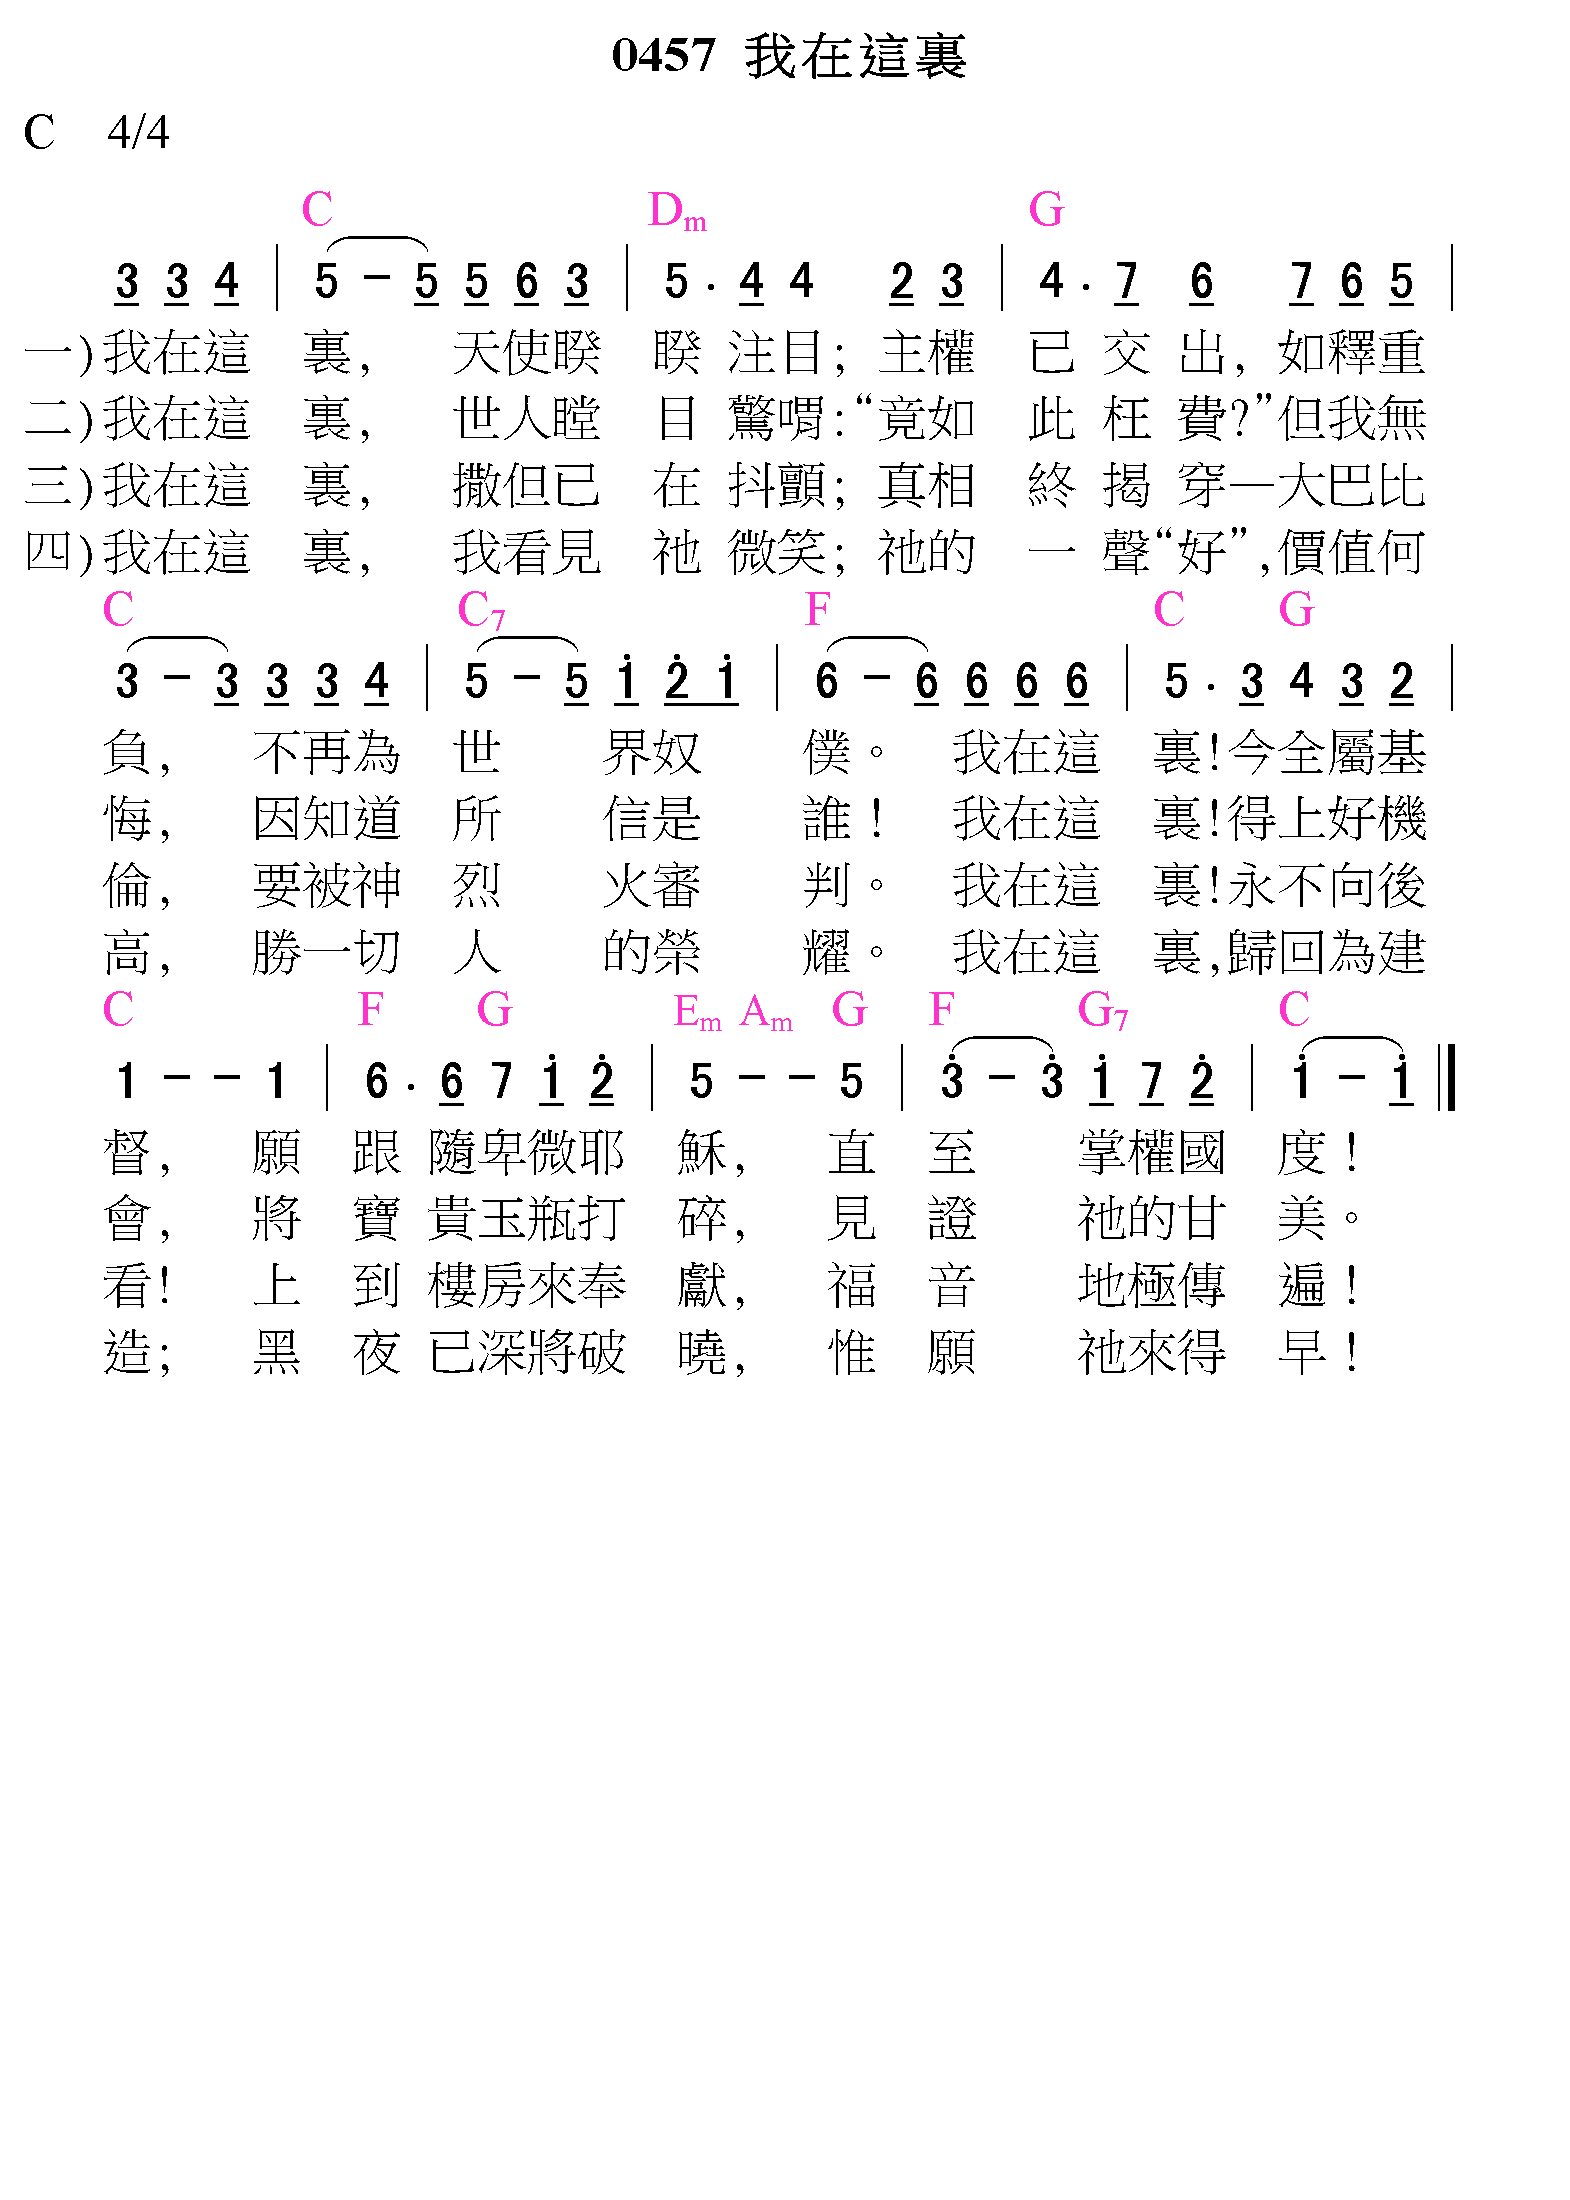 0457 我在這裏
C 4/4
C Dm G
3 3 4 | 5 - 5 5 6 3 | 5 . 4 4 2 3 | 4 . 7 6 7 6 5 |
一)我在這 裏, 天使睽 睽 注目; 主權 已 交 出, 如釋重
二)我在這 裏, 世人瞠 目 驚喟:“竟如 此 枉 費?”但我無
三)我在這 裏, 撒但已 在 抖顫; 真相 終 揭 穿—大巴比
四)我在這 裏, 我看見 祂 微笑; 祂的 一 聲“好”,價值何
C C7 F C G
3 - 3 3 3 4 | 5 - 5 1̇ 2̇ 1̇ | 6 - 6 6 6 6 | 5 . 3 4 3 2 |
負, 不再為 世 界奴 僕。 我在這 裏!今全屬基
悔, 因知道 所 信是 誰! 我在這 裏!得上好機
倫, 要被神 烈 火審 判。 我在這 裏!永不向後
高, 勝一切 人 的榮 耀。 我在這 裏,歸回為建
C F G Em Am G F G7 C
1 - - 1 | 6 . 6 7 1̇ 2̇ | 5 - - 5 | 3̇ - 3̇ 1̇ 7 2̇ | 1̇ - 1̇ ‖
督, 願 跟 隨卑微耶 穌, 直 至 掌權國 度!
會, 將 寶 貴玉瓶打 碎, 見 證 祂的甘 美。
看! 上 到 樓房來奉 獻, 福 音 地極傳 遍!
造; 黑 夜 已深將破 曉, 惟 願 祂來得 早!